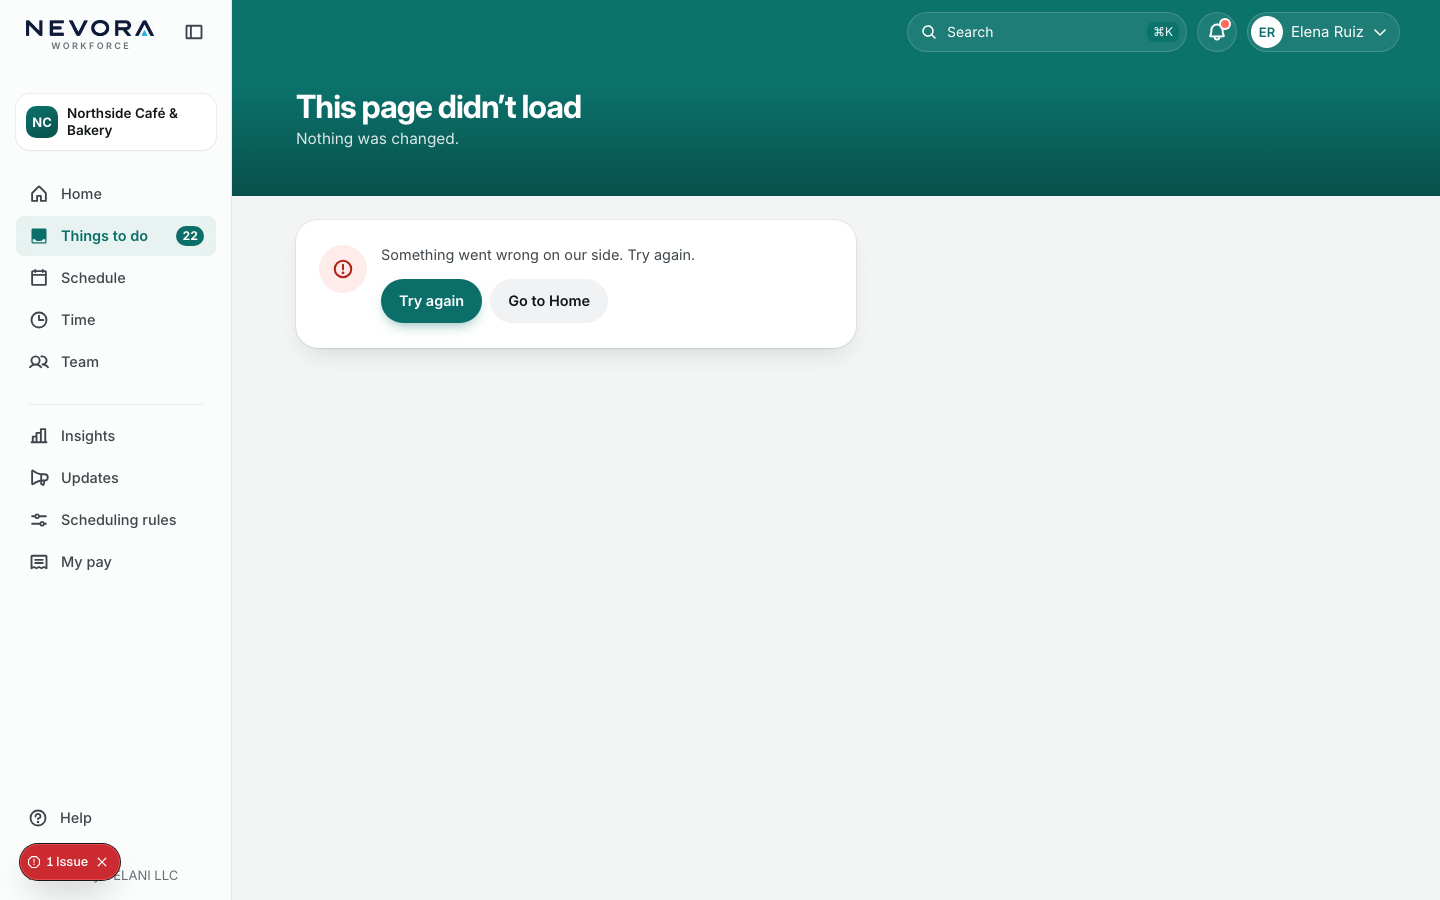 NEVORA
WORKFORCE
Search
⌘K
ER
Elena Ruiz
NC
Northside Café &
Bakery
This page didn’t load
Nothing was changed.
Home
Things to do
22
Schedule
Time
Team
Insights
Updates
Scheduling rules
My pay
Something went wrong on our side. Try again.
Try again
Go to Home
Help
1 Issue
ELANI LLC